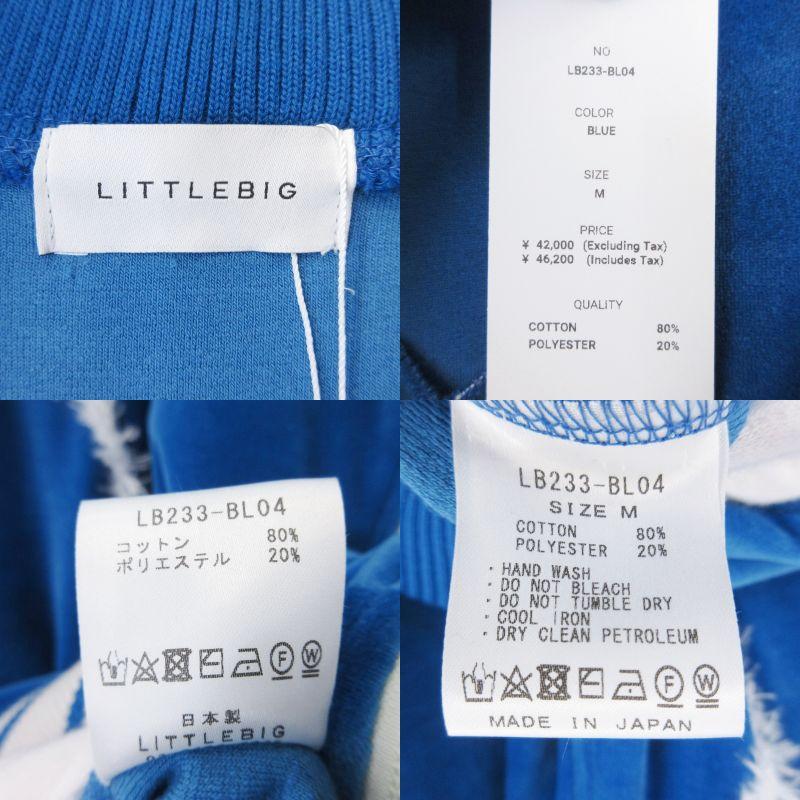 LITTLEBIG
NO
LB233-BL04
COLOR
BLUE
SIZE
M
PRICE
¥ 42,000 (Excluding Tax)
¥ 46,200 (Includes Tax)
QUALITY
COTTON 80%
POLYESTER 20%
LB233-BL04
コットン 80%
ポリエステル 20%
F W
日本製
LITTLEBIG
LB233-BL04
SIZE M
COTTON 80%
POLYESTER 20%
・HAND WASH
・DO NOT BLEACH
・DO NOT TUMBLE DRY
・COOL IRON
・DRY CLEAN PETROLEUM
F W
MADE IN JAPAN